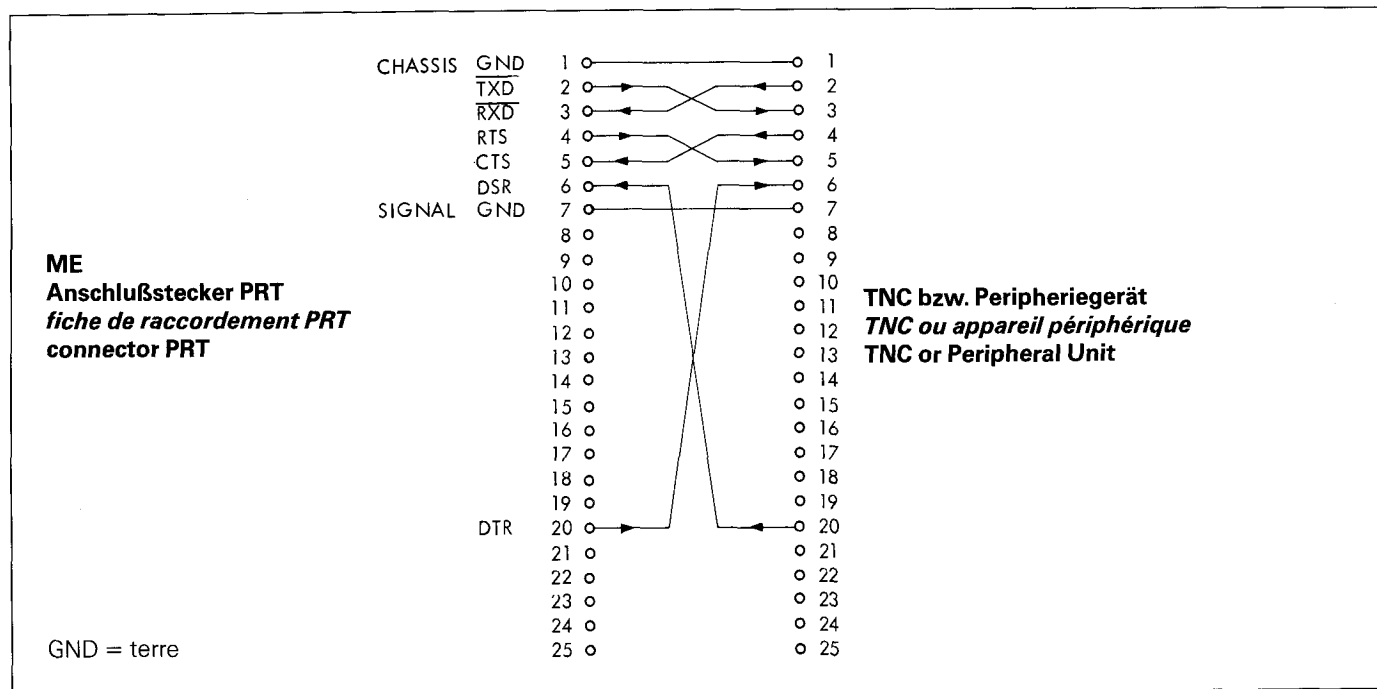 CHASSIS GND 1 1
TXD 2 2
RXD 3 3
RTS 4 4
CTS 5 5
DSR 6 6
SIGNAL GND 7 7
8 8
9 9
10 10
11 11
12 12
13 13
14 14
15 15
16 16
17 17
18 18
19 19
DTR 20 20
21 21
22 22
23 23
24 24
25 25
ME
Anschlußstecker PRT
fiche de raccordement PRT
connector PRT
TNC bzw. Peripheriegerät
TNC ou appareil périphérique
TNC or Peripheral Unit
GND = terre